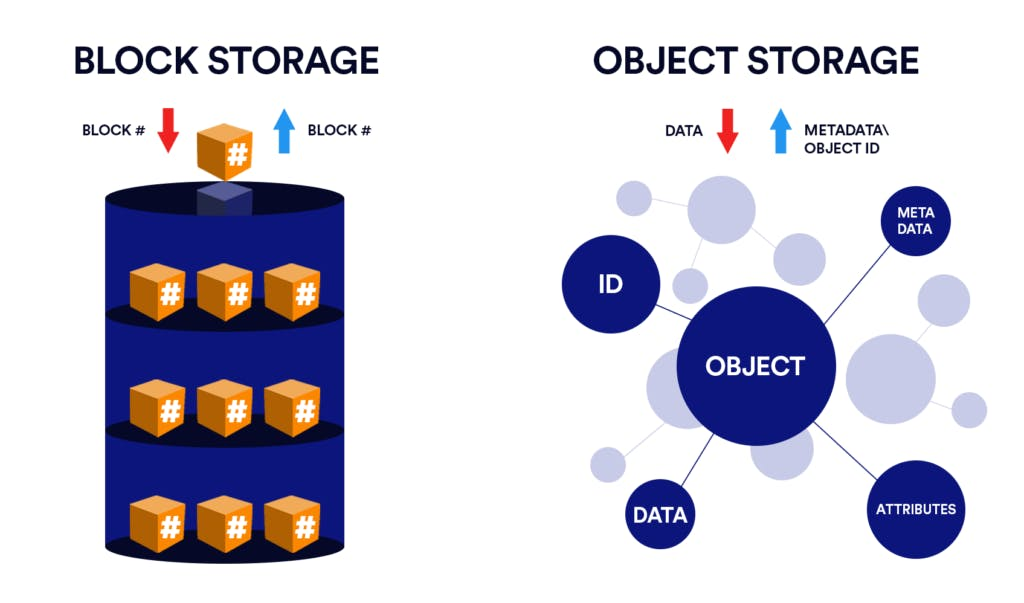 BLOCK STORAGE
BLOCK #
BLOCK #
#
# # #
# # #
# # #
OBJECT STORAGE
DATA
METADATA\
OBJECT ID
META
DATA
ID
OBJECT
DATA
ATTRIBUTES